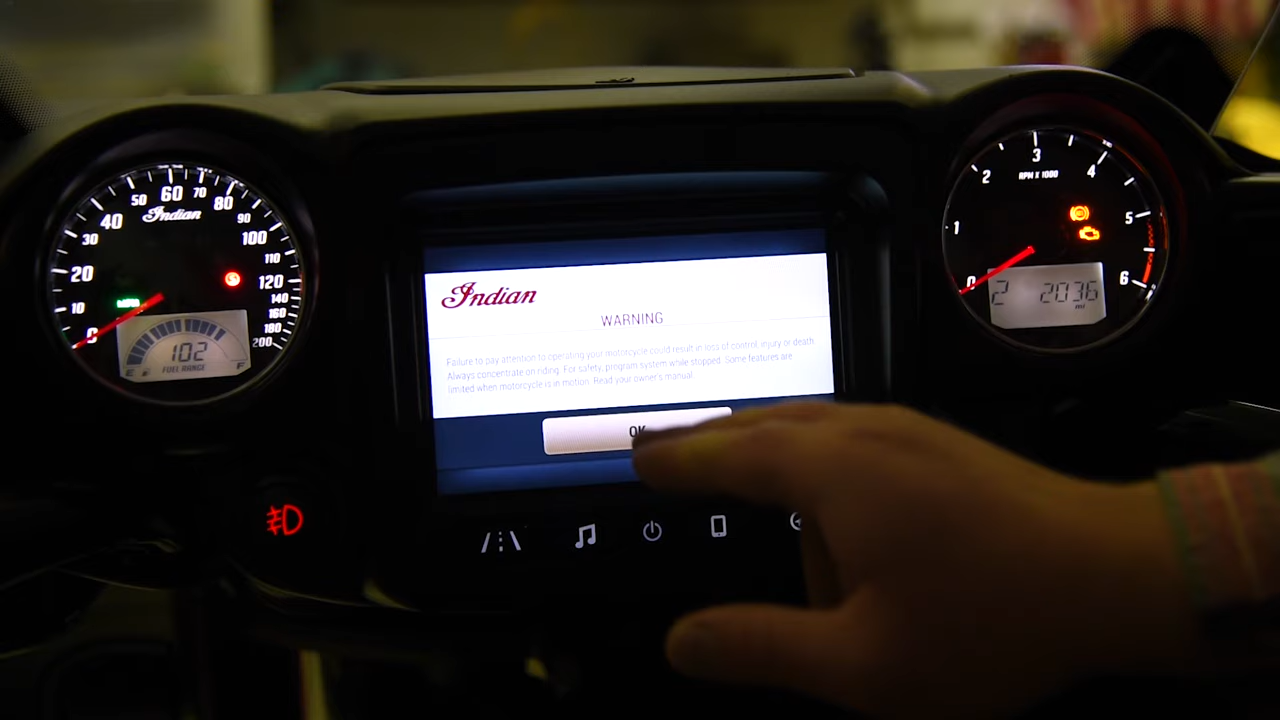 10
20
30
40
50
60
70
80
90
100
110
120
140
160
180
200
0
Indian
102
E
F
FUEL RANGE
Indian
WARNING
Failure to pay attention to operating your motorcycle could result in loss of control, injury or death.
Always concentrate on riding. For safety, program system while stopped. Some features are
limited when motorcycle is in motion. Read your owner's manual.
OK
0
1
2
3
4
5
6
RPM X 1000
2 2036